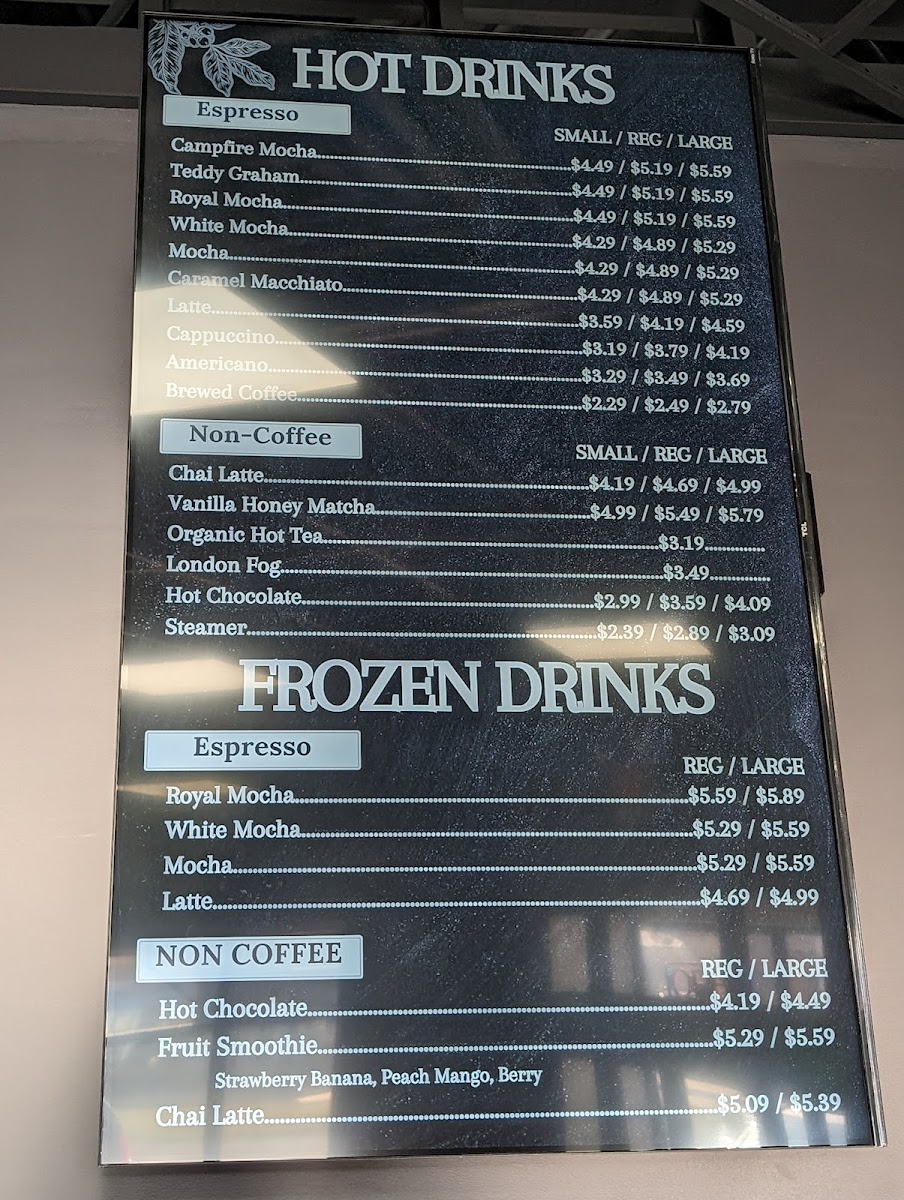 HOT DRINKS
Espresso
SMALL / REG / LARGE
Campfire Mocha $4.49 / $5.19 / $5.59
Teddy Graham $4.49 / $5.19 / $5.59
Royal Mocha $4.49 / $5.19 / $5.59
White Mocha $4.29 / $4.89 / $5.29
Mocha $4.29 / $4.89 / $5.29
Caramel Macchiato $4.29 / $4.89 / $5.29
Latte $3.59 / $4.19 / $4.59
Cappuccino $3.19 / $3.79 / $4.19
Americano $3.29 / $3.49 / $3.69
Brewed Coffee $2.29 / $2.49 / $2.79
Non-Coffee
SMALL / REG / LARGE
Chai Latte $4.19 / $4.69 / $4.99
Vanilla Honey Matcha $4.99 / $5.49 / $5.79
Organic Hot Tea $3.19
London Fog $3.49
Hot Chocolate $2.99 / $3.59 / $4.09
Steamer $2.39 / $2.89 / $3.09
FROZEN DRINKS
Espresso
REG / LARGE
Royal Mocha $5.59 / $5.89
White Mocha $5.29 / $5.59
Mocha $5.29 / $5.59
Latte $4.69 / $4.99
NON COFFEE
REG / LARGE
Hot Chocolate $4.19 / $4.49
Fruit Smoothie $5.29 / $5.59
Strawberry Banana, Peach Mango, Berry
Chai Latte $5.09 / $5.39
TCL